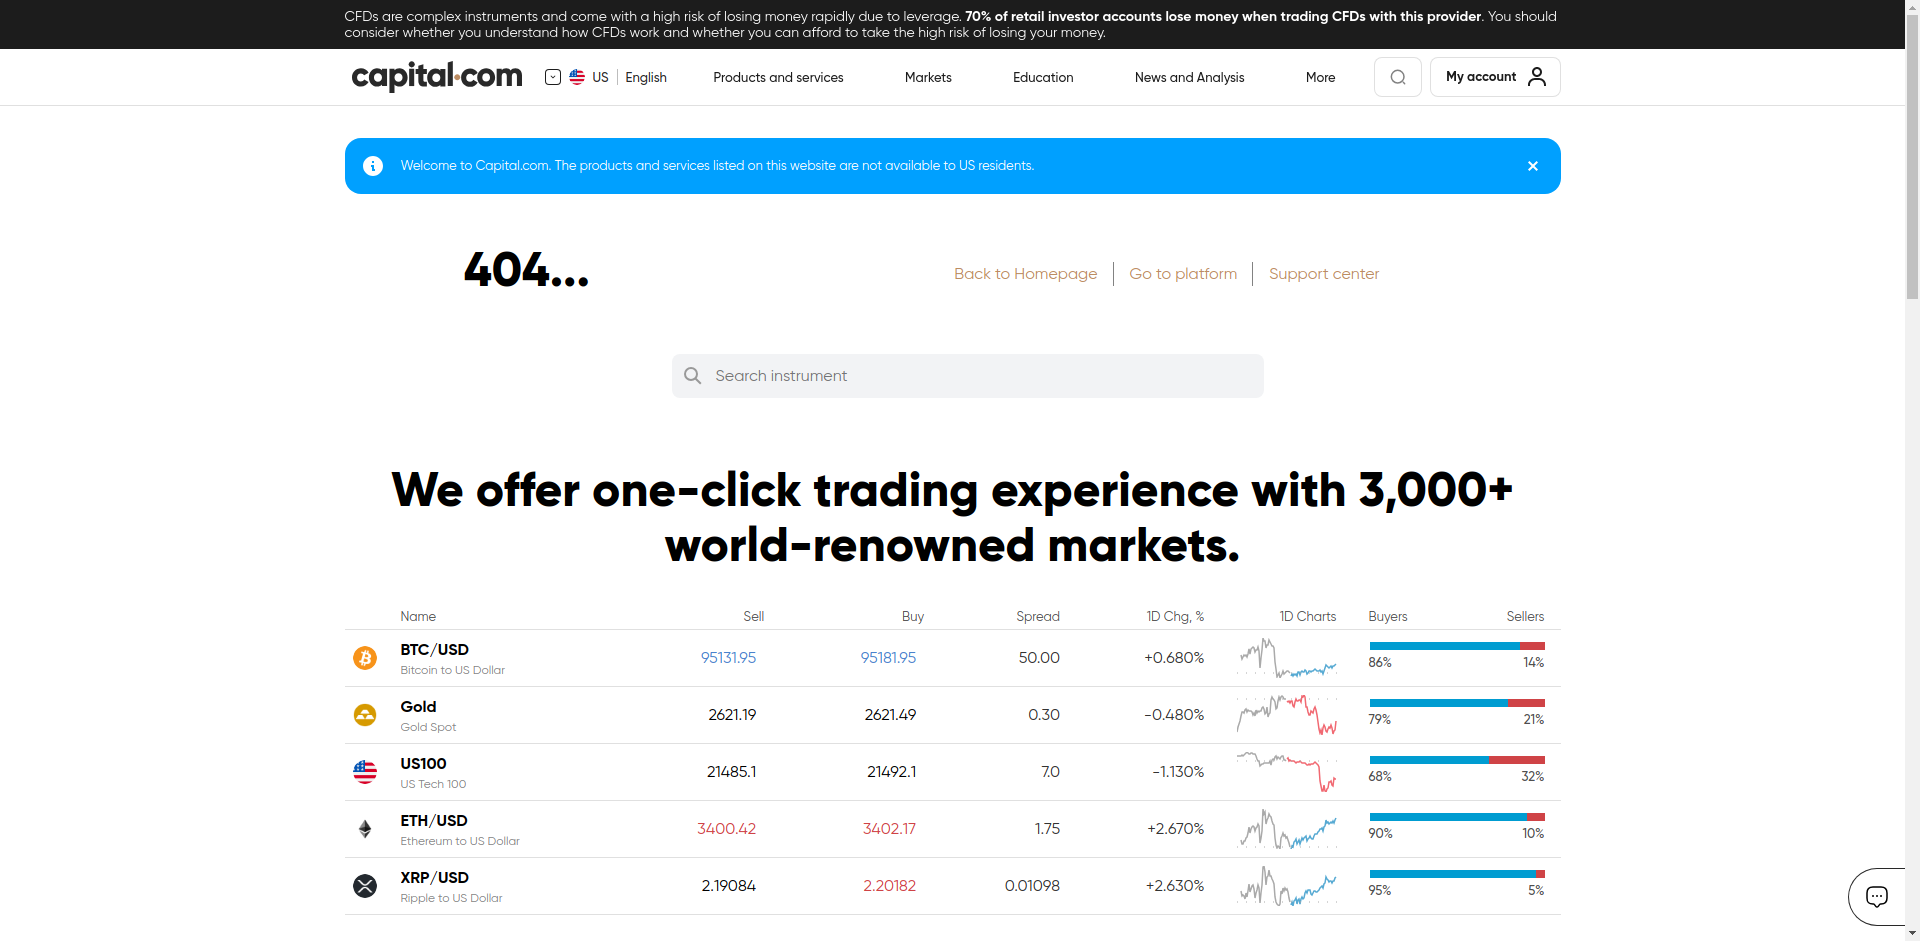 CFDs are complex instruments and come with a high risk of losing money rapidly due to leverage. 70% of retail investor accounts lose money when trading CFDs with this provider. You should
consider whether you understand how CFDs work and whether you can afford to take the high risk of losing your money.
capital.com US English Products and services Markets Education News and Analysis More My account
Welcome to Capital.com. The products and services listed on this website are not available to US residents.
404...
Back to Homepage Go to platform Support center
Search instrument
We offer one-click trading experience with 3,000+
world-renowned markets.
Name Sell Buy Spread 1D Chg, % 1D Charts Buyers Sellers
BTC/USD 95131.95 95181.95 50.00 +0.680% 86% 14%
Bitcoin to US Dollar
Gold 2621.19 2621.49 0.30 -0.480% 79% 21%
Gold Spot
US100 21485.1 21492.1 7.0 -1.130% 68% 32%
US Tech 100
ETH/USD 3400.42 3402.17 1.75 +2.670% 90% 10%
Ethereum to US Dollar
XRP/USD 2.19084 2.20182 0.01098 +2.630% 95% 5%
Ripple to US Dollar